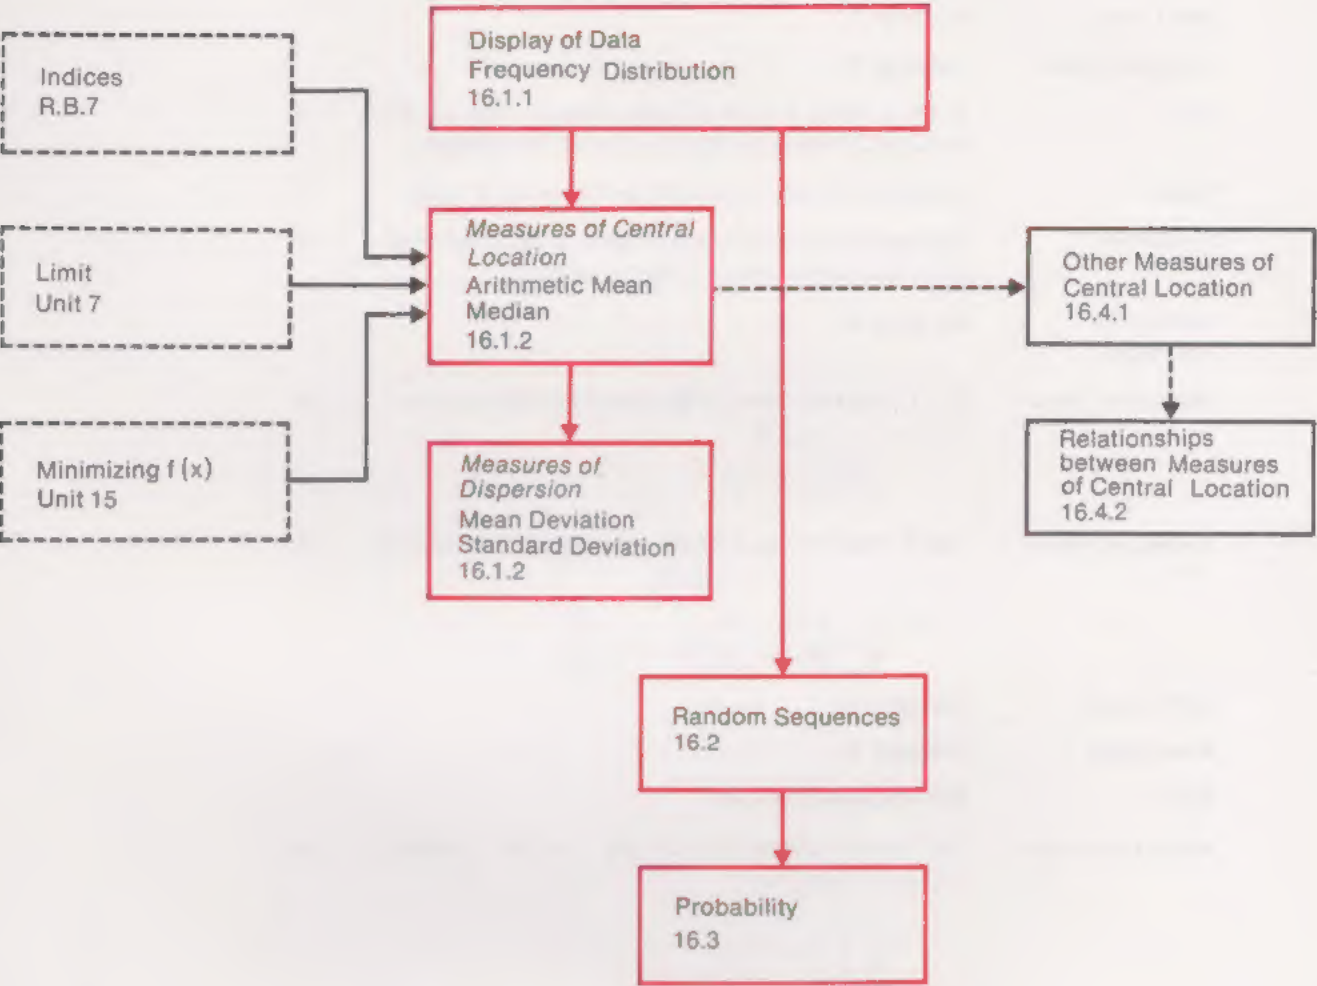 Display of Data
Frequency Distribution
16.1.1
Indices
R.B.7
Measures of Central
Location
Arithmetic Mean
Median
16.1.2
Limit
Unit 7
Other Measures of
Central Location
16.4.1
Minimizing f (x)
Unit 15
Measures of
Dispersion
Mean Deviation
Standard Deviation
16.1.2
Relationships
between Measures
of Central Location
16.4.2
Random Sequences
16.2
Probability
16.3